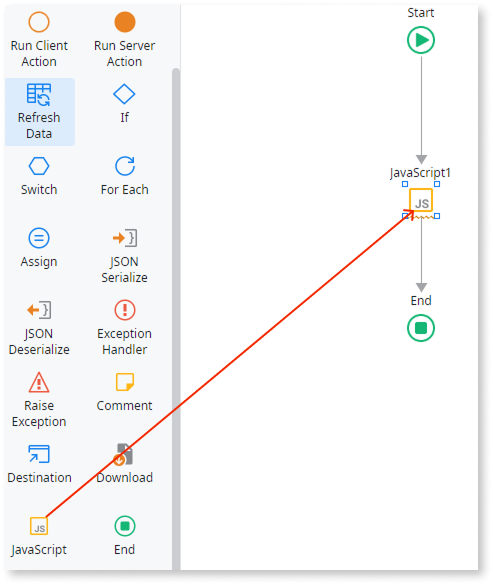 Run Client
Action
Run Server
Action
Refresh
Data
If
Switch
For Each
Assign
JSON
Serialize
JSON
Deserialize
Exception
Handler
Raise
Exception
Comment
Destination
Download
JS
JavaScript
End
Start
JavaScript1
JS
End